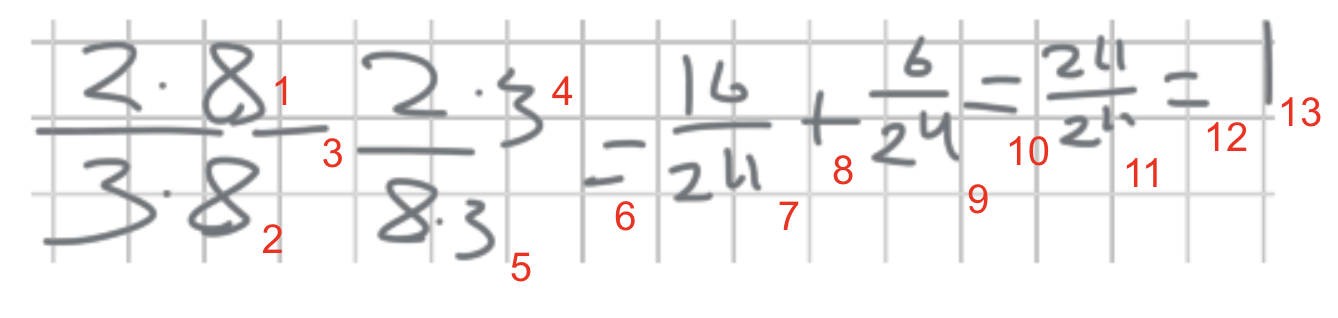 (2·8)/(3·8) 1 2 − 3 (2·3)/(8·3) 4 5 = 6 16/24 7 + 8 6/24 9 = 10 24/24 11 = 12 1 13